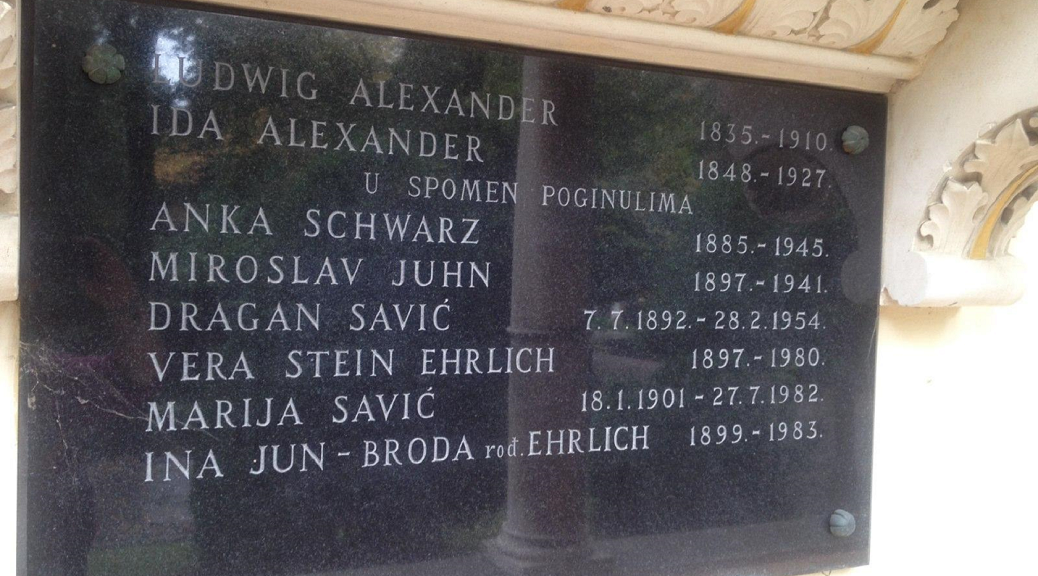 LUDWIG ALEXANDER 1835.-1910.
IDA ALEXANDER 1848.-1927.
U SPOMEN POGINULIMA
ANKA SCHWARZ 1885.-1945.
MIROSLAV JUHN 1897.-1941.
DRAGAN SAVIĆ 7.7.1892.-28.2.1954.
VERA STEIN EHRLICH 1897.-1980.
MARIJA SAVIĆ 18.1.1901-27.7.1982.
INA JUN-BRODA rođ. EHRLICH 1899.-1983.